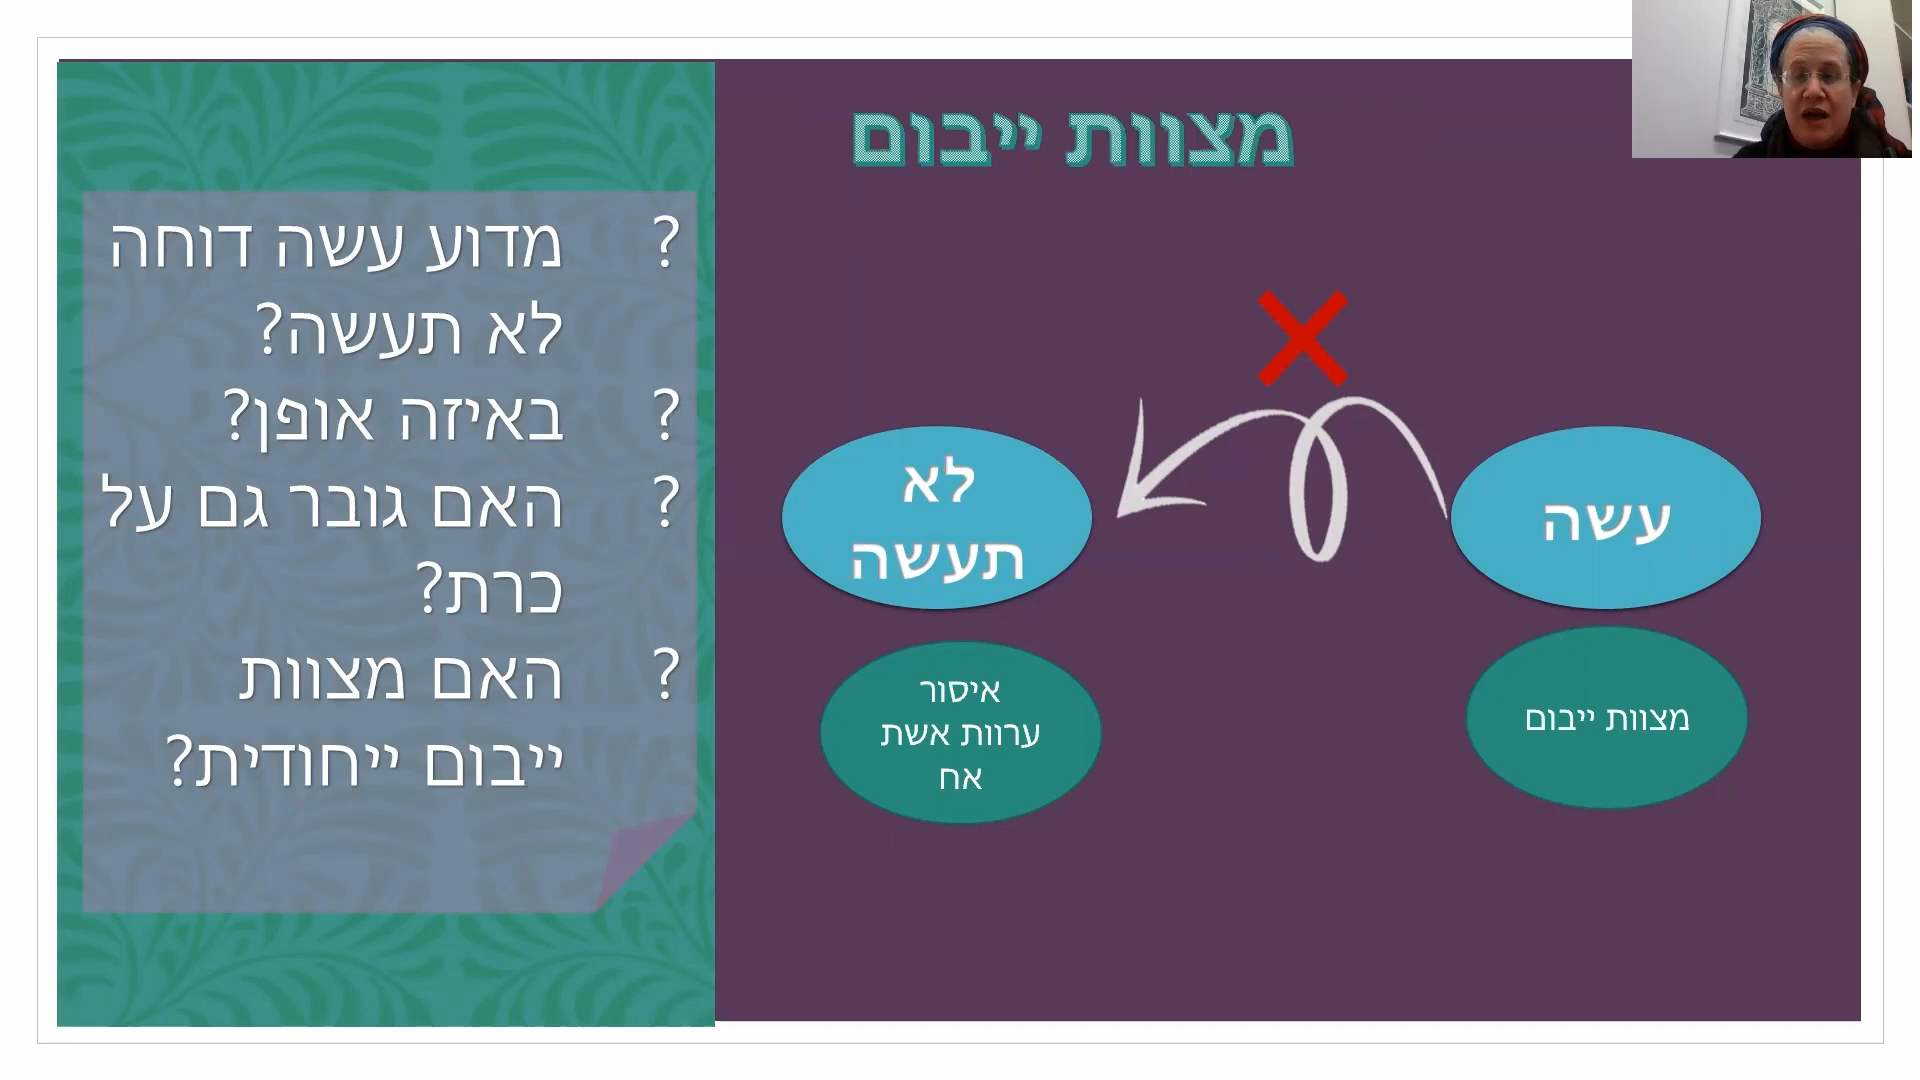 מצוות ייבום
עשה
לא
תעשה
מצוות ייבום
איסור
ערוות אשת
אח
? מדוע עשה דוחה
לא תעשה?
? באיזה אופן?
? האם גובר גם על
כרת?
? האם מצוות
ייבום ייחודית?